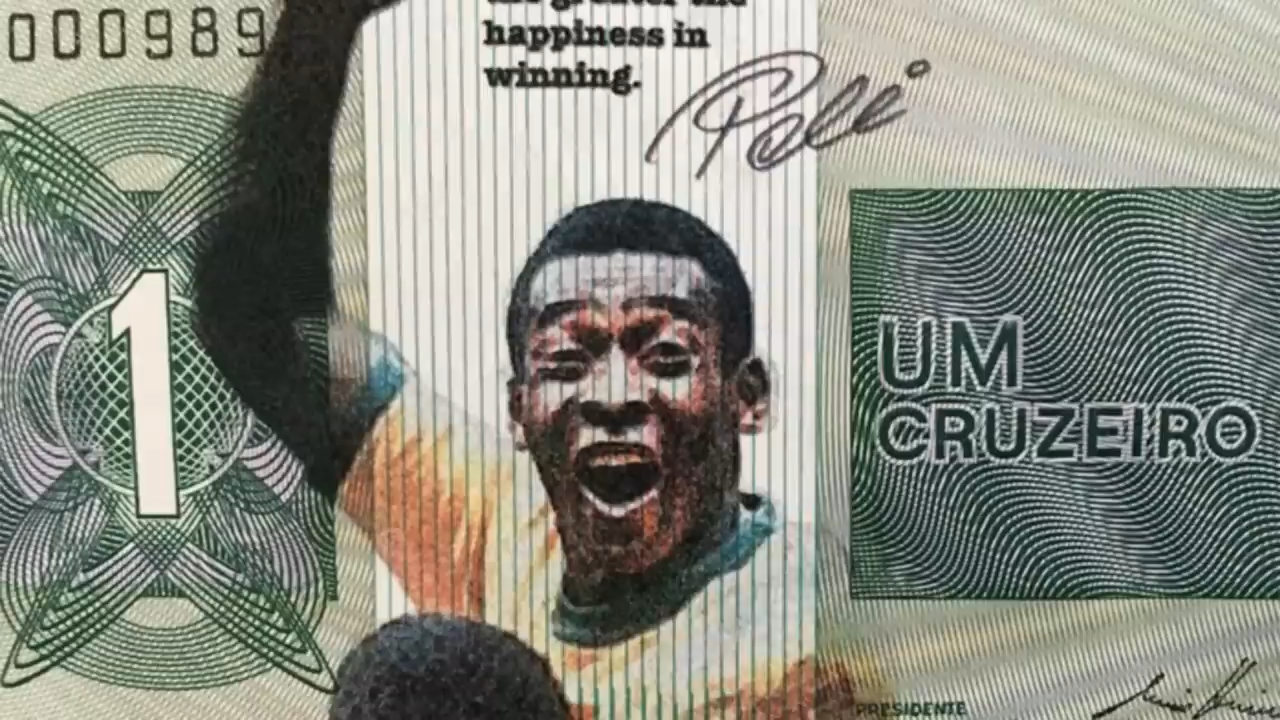 000989
happiness in
winning.
Pelé
1
UM
CRUZEIRO
PRESIDENTE